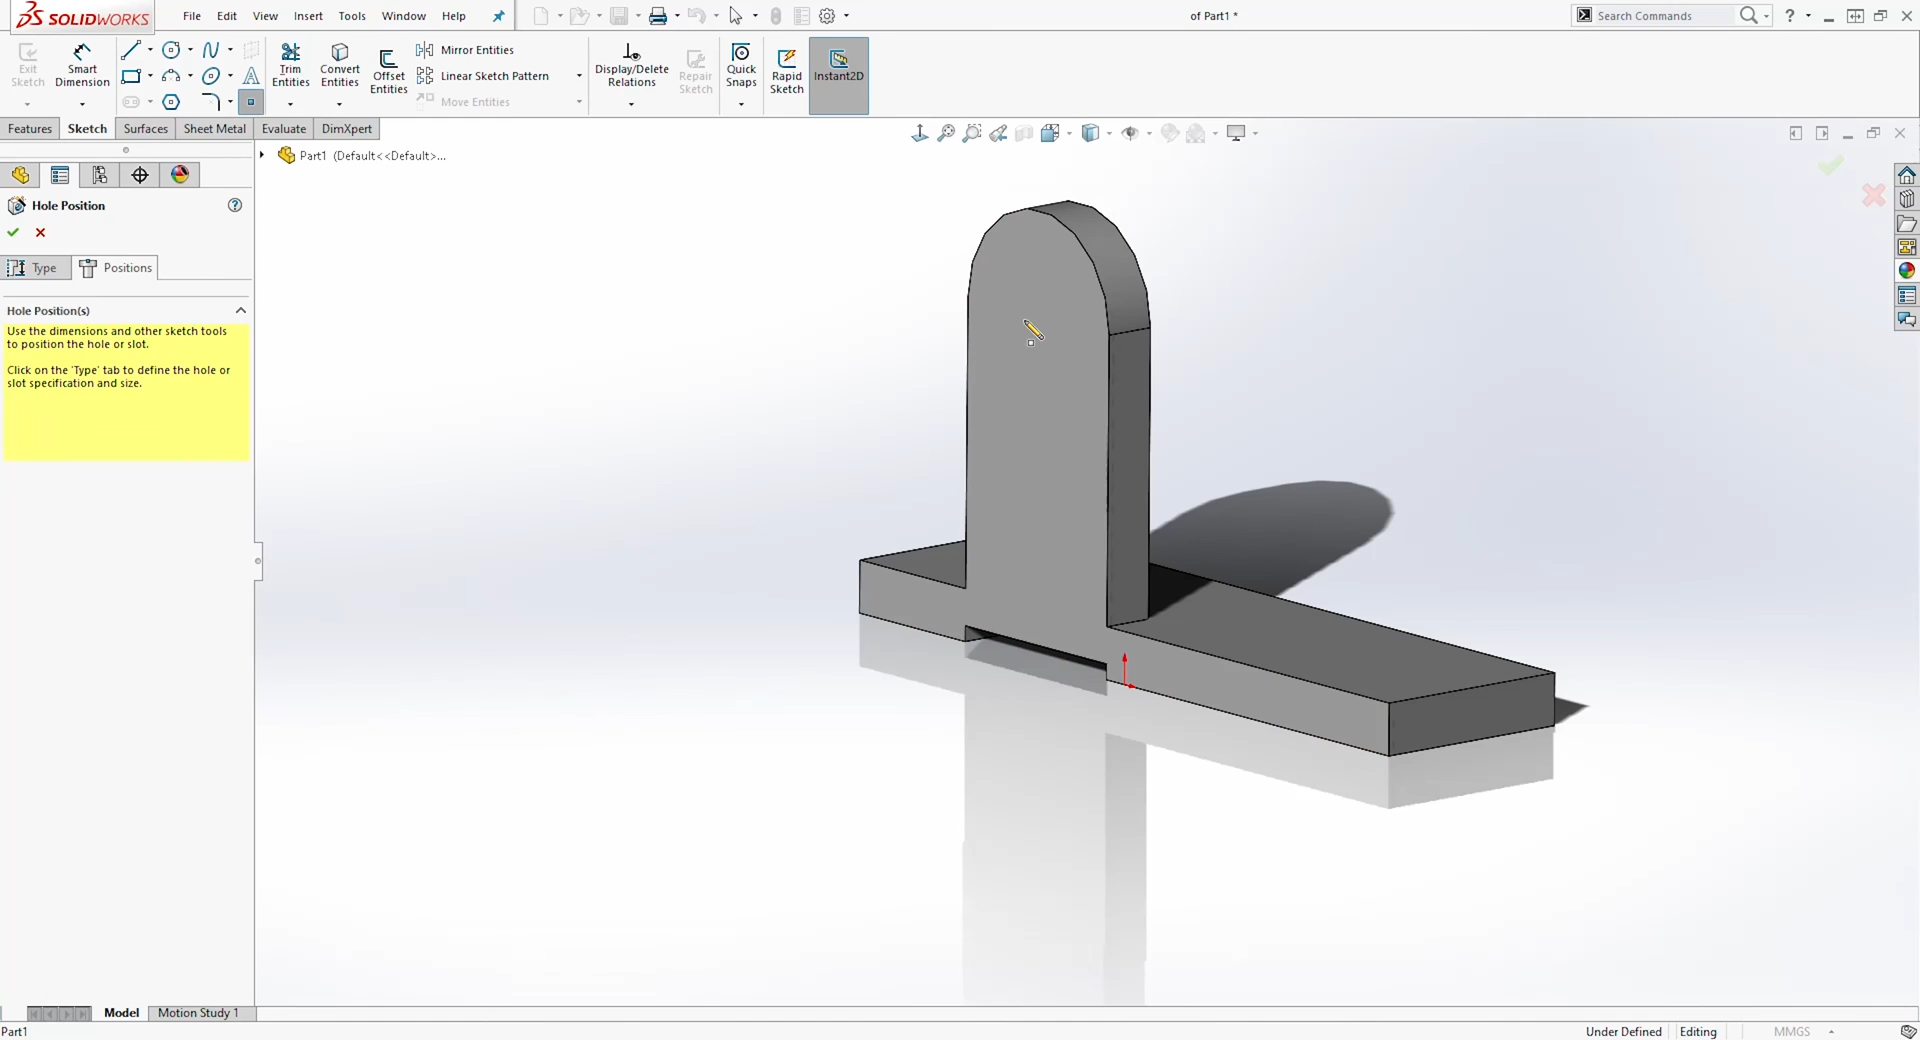 SOLIDWORKS
File Edit View Insert Tools Window Help
of Part1 *
Search Commands
?
Exit Sketch
Smart Dimension
Trim Entities
Convert Entities
Offset Entities
Mirror Entities
Linear Sketch Pattern
Move Entities
Display/Delete Relations
Repair Sketch
Quick Snaps
Rapid Sketch
Instant2D
Features Sketch Surfaces Sheet Metal Evaluate DimXpert
Part1 (Default<<Default>...
Hole Position
?
Type Positions
Hole Position(s)
Use the dimensions and other sketch tools
to position the hole or slot.
Click on the 'Type' tab to define the hole or
slot specification and size.
Model Motion Study 1
Part1
Under Defined Editing MMGS